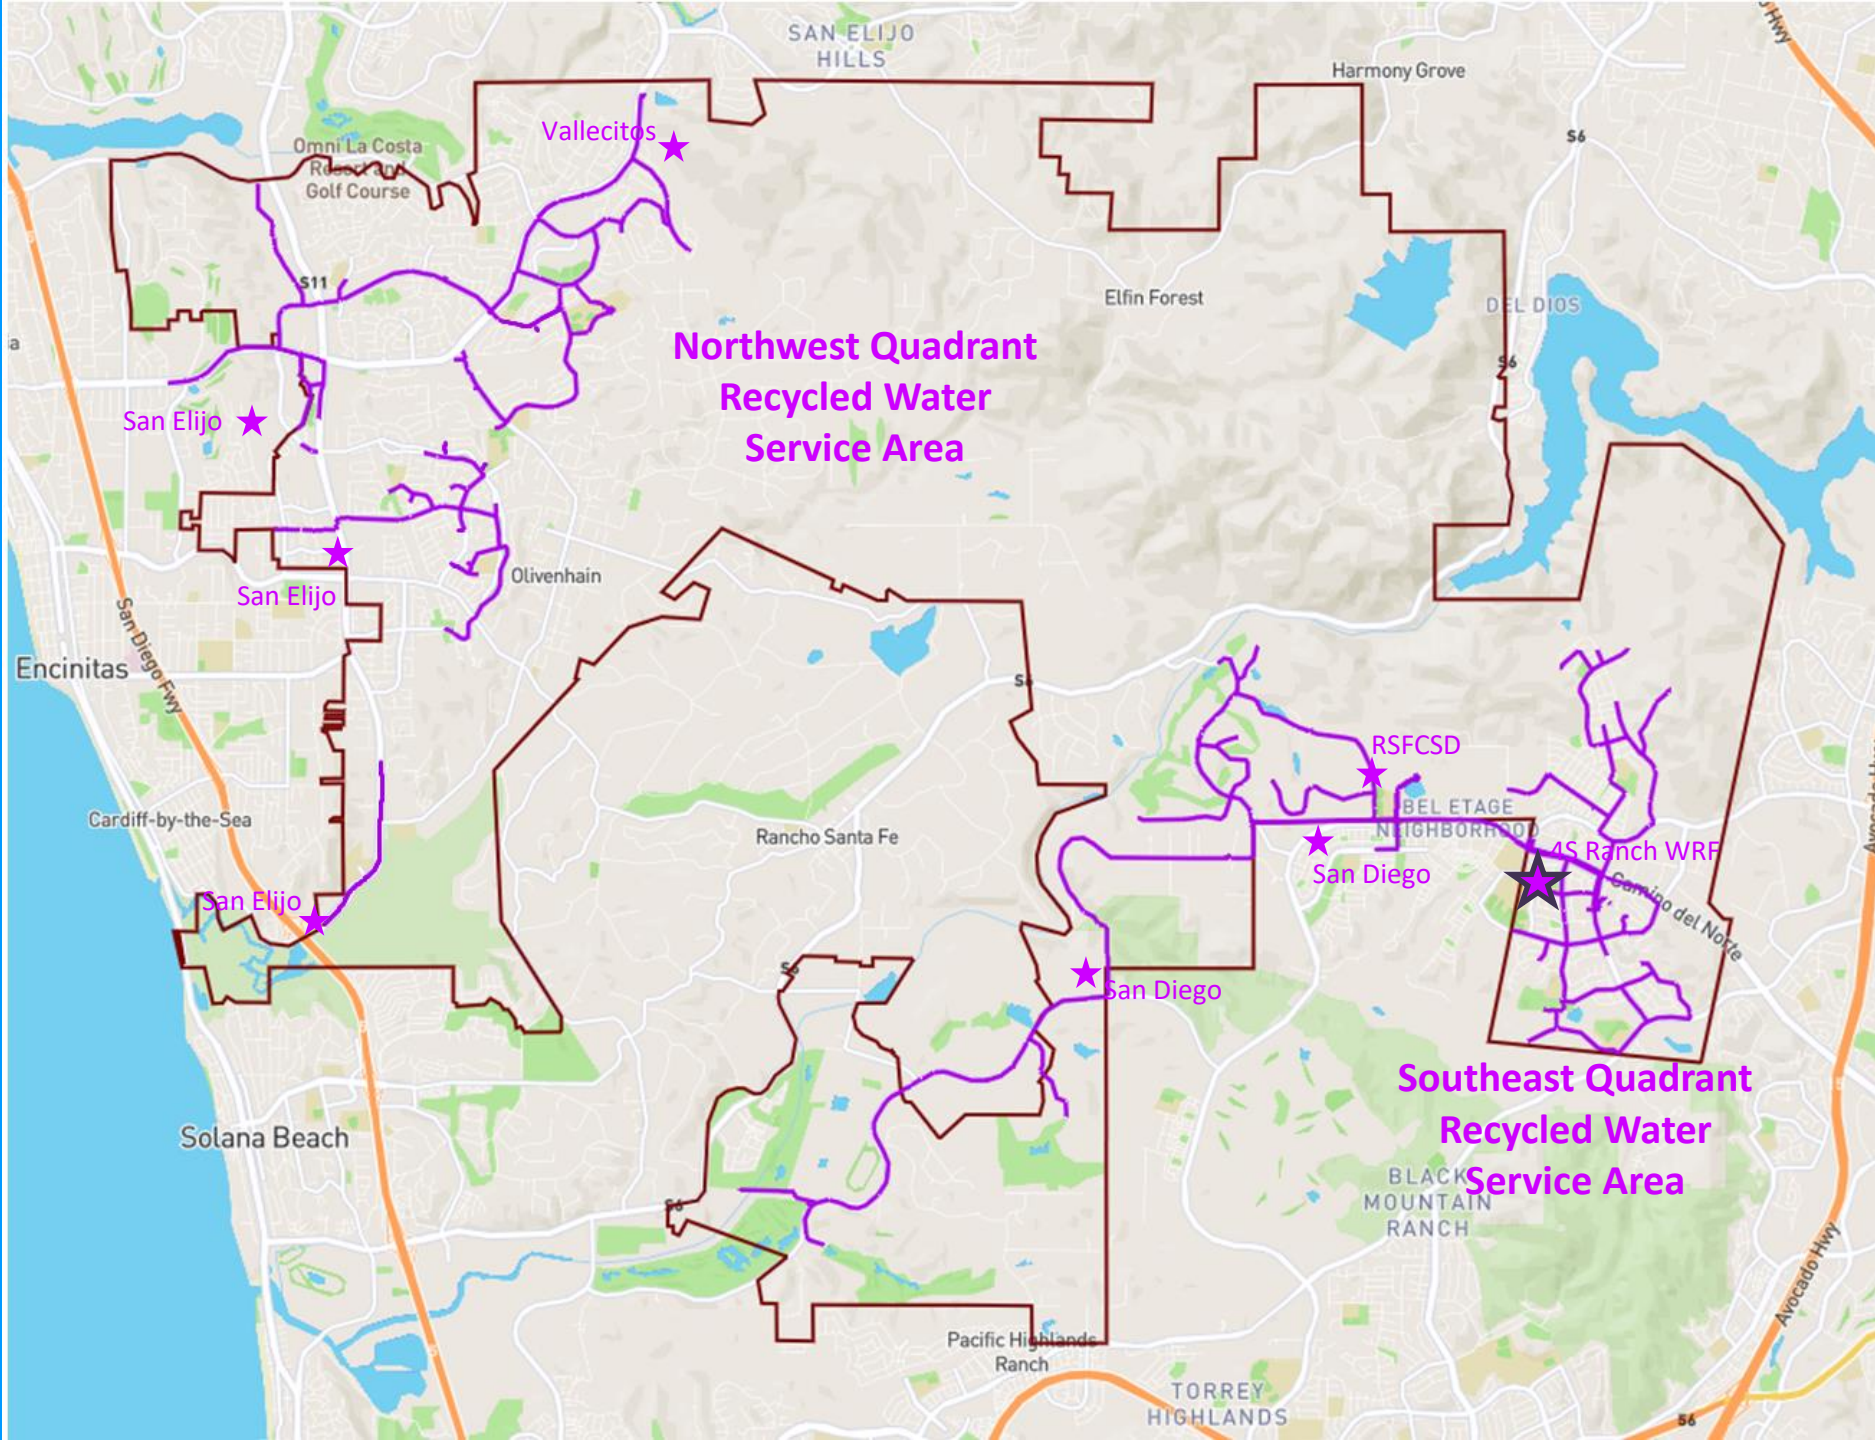 SAN ELIJO
HILLS
Harmony Grove
Hwy
Vallecitos
S6
Omni La Costa
Resort and
Golf Course
S11
Elfin Forest
DEL DIOS
a
Northwest Quadrant
Recycled Water
Service Area
S6
San Elijo
San Elijo
Olivenhain
San Diego Fwy
Encinitas
S6
RSFCSD
BEL ETAGE
NEIGHBORHOOD
Cardiff-by-the-Sea
Rancho Santa Fe
4S Ranch WRF
San Diego
Camino del Norte
San Elijo
S6
San Diego
Southeast Quadrant
Recycled Water
Service Area
Solana Beach
BLACK
MOUNTAIN
RANCH
S6
Avocado Hwy
Pacific Highlands
Ranch
TORREY
HIGHLANDS
56